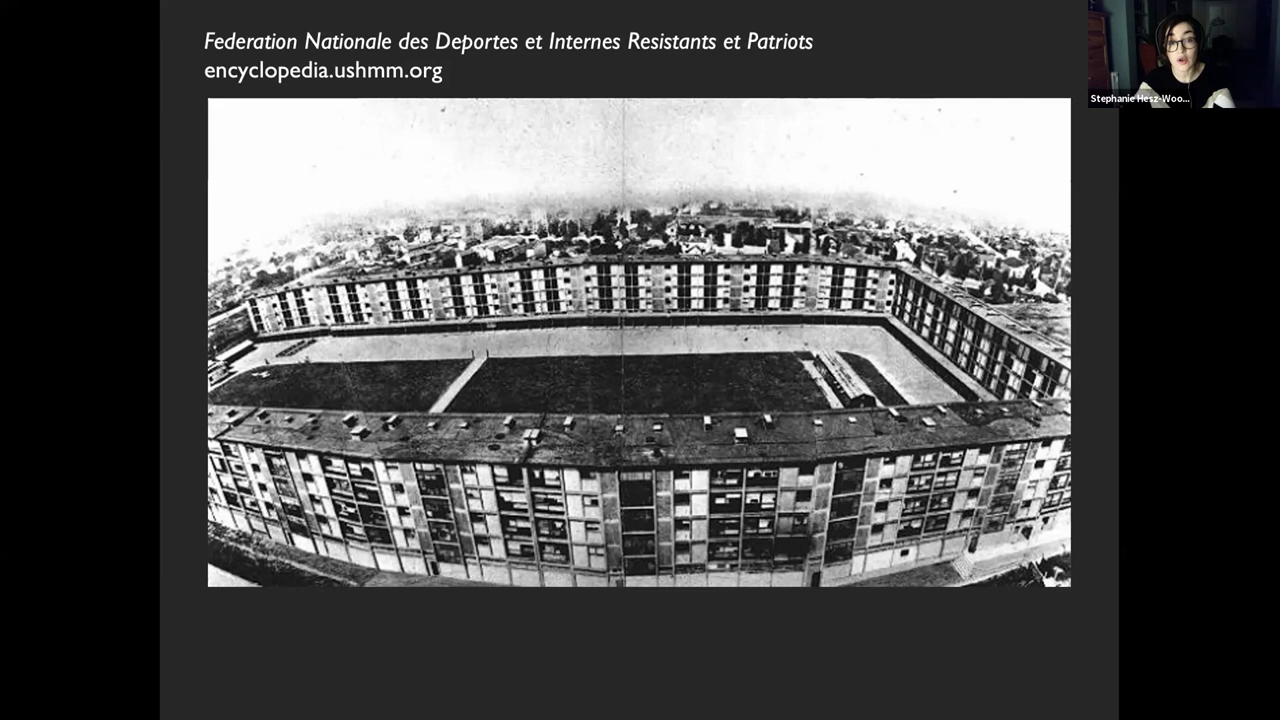 Federation Nationale des Deportes et Internes Resistants et Patriots
encyclopedia.ushmm.org
Stephanie Hesz-Woo...